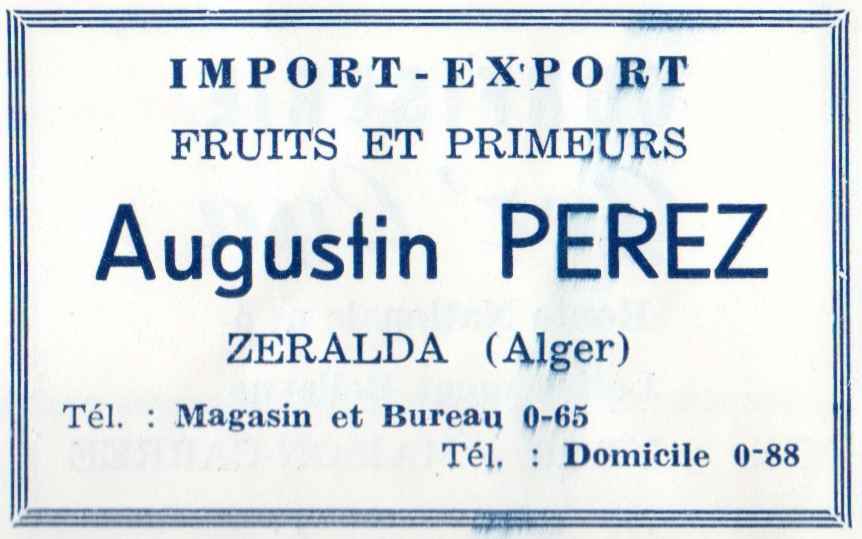 IMPORT-EXPORT
FRUITS ET PRIMEURS
Augustin PEREZ
ZERALDA (Alger)
Tél. : Magasin et Bureau 0-65
Tél. : Domicile 0-88